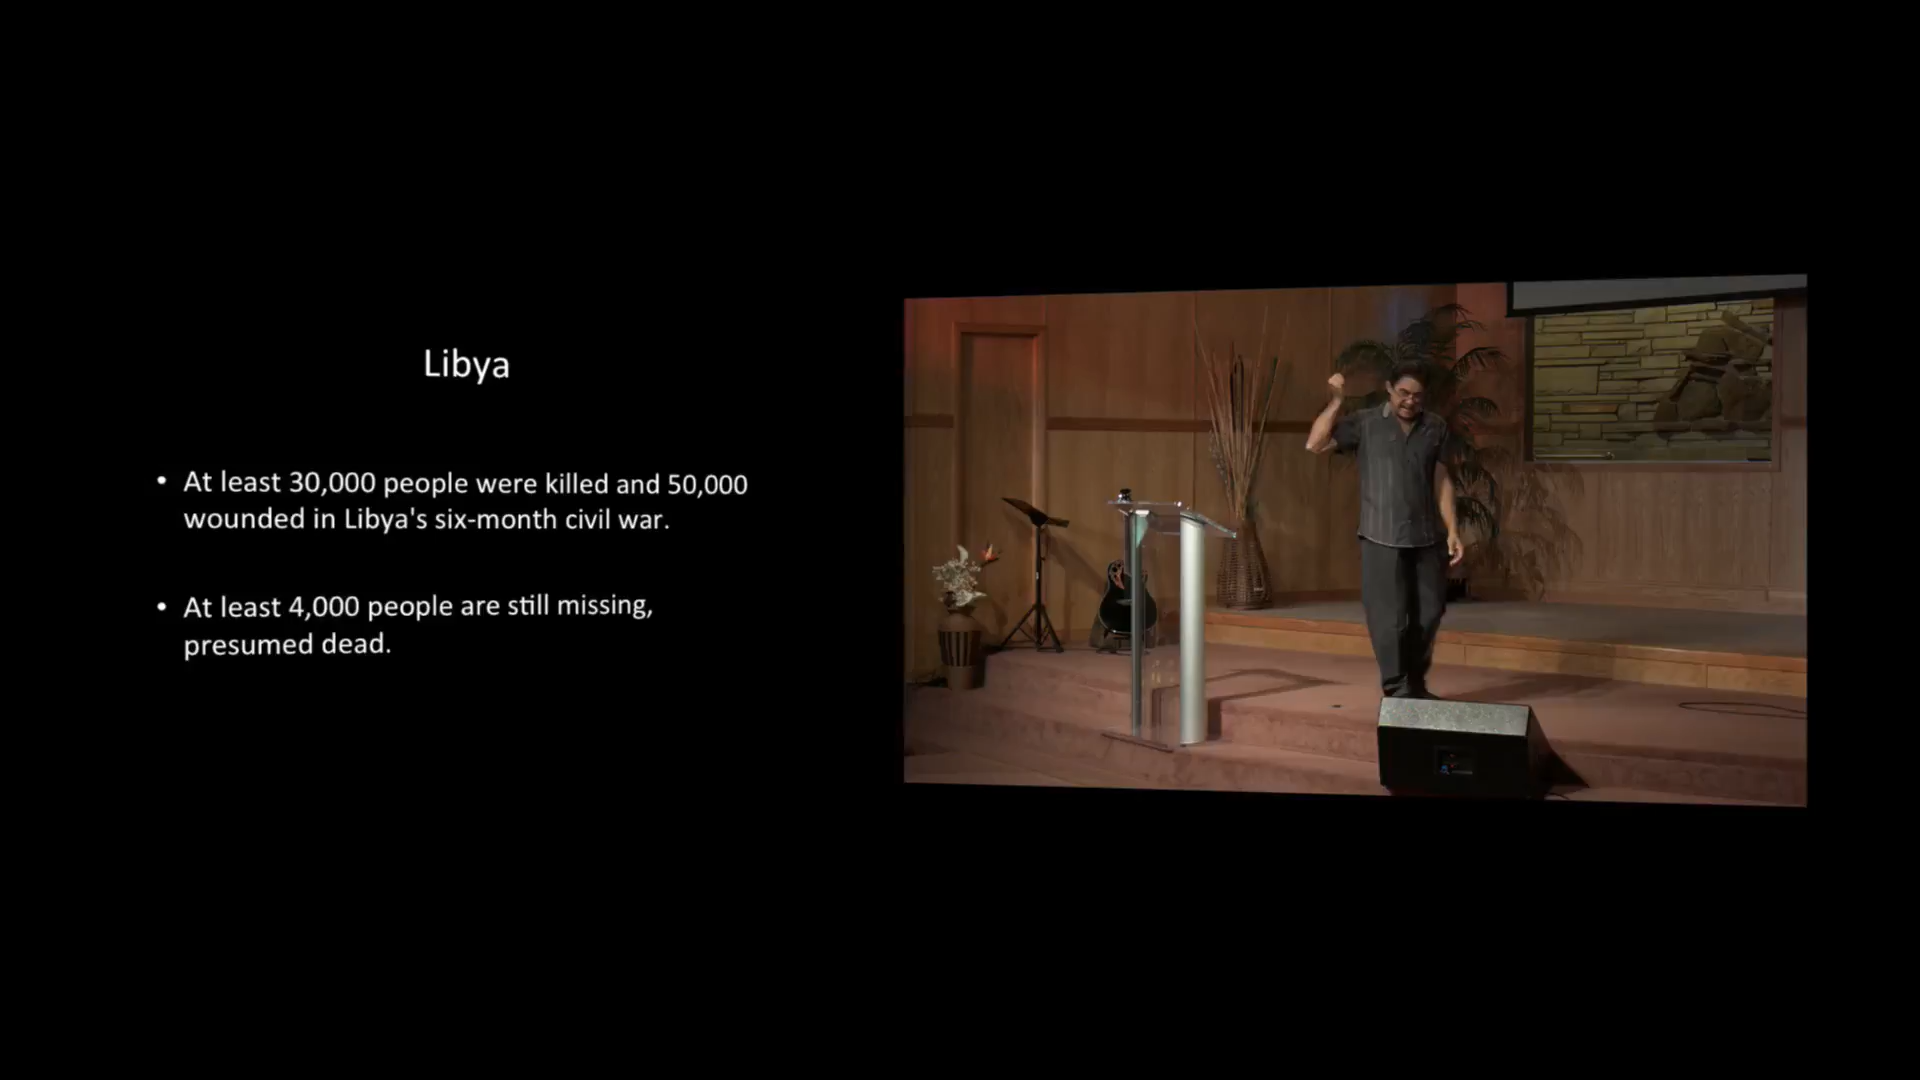 Libya
• At least 30,000 people were killed and 50,000
wounded in Libya's six-month civil war.
• At least 4,000 people are still missing,
presumed dead.